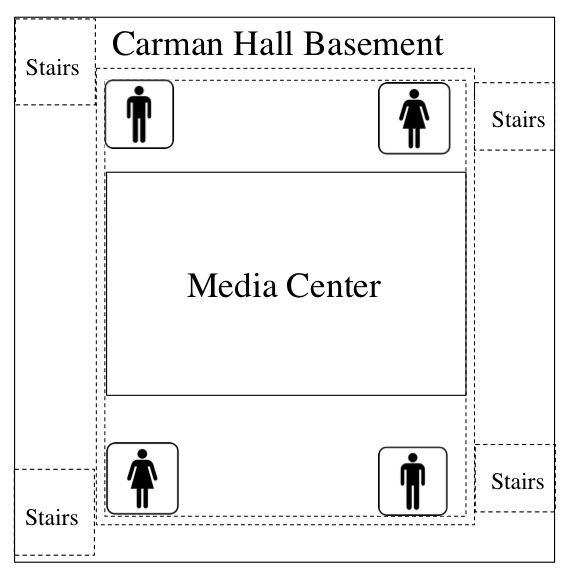 Carman Hall Basement
Stairs
Stairs
Media Center
Stairs
Stairs